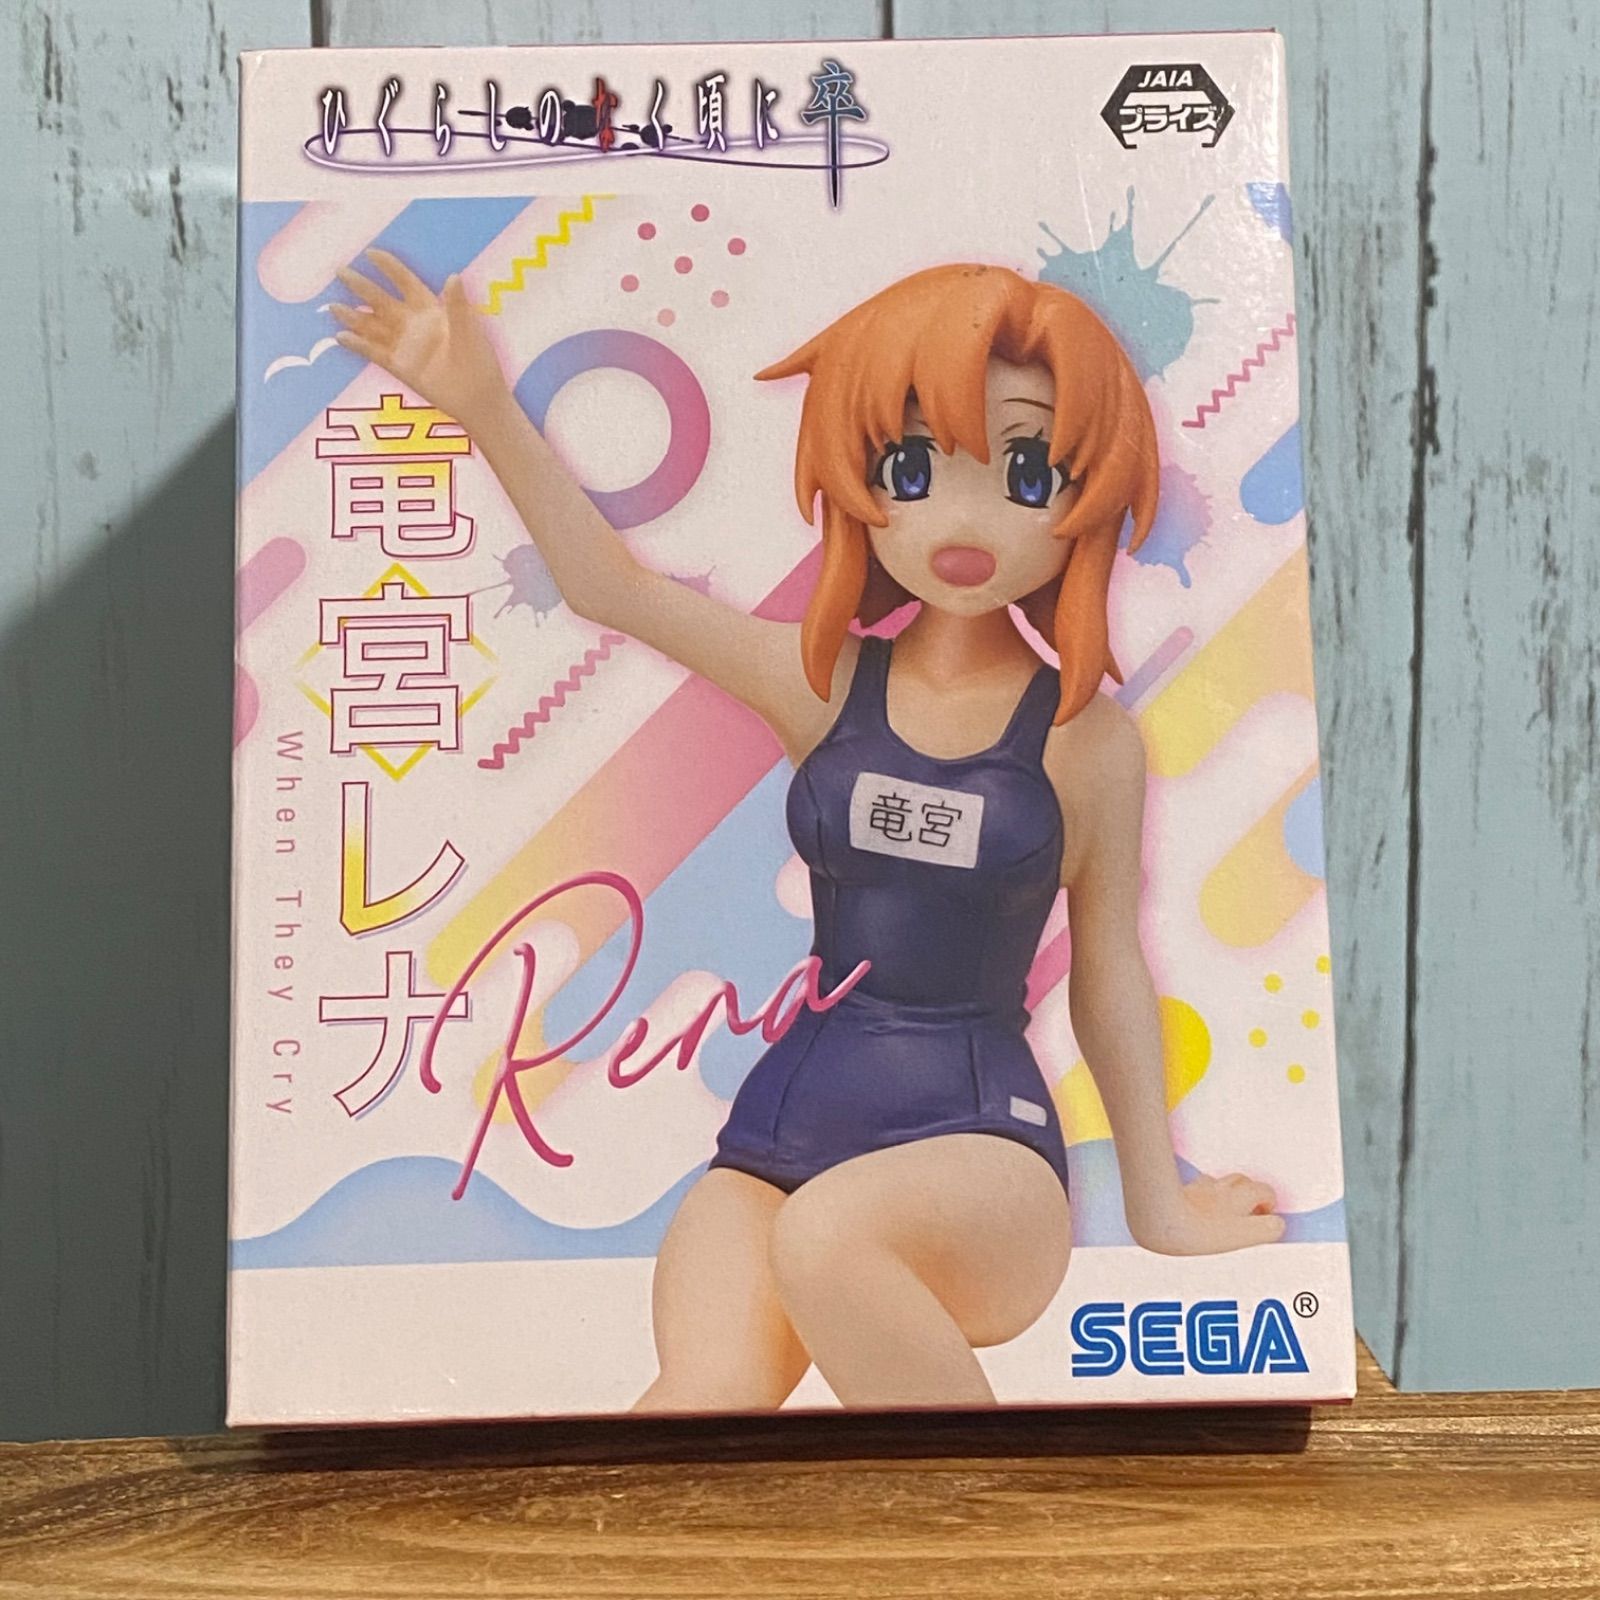 ひぐらしのなく頃に卒
JAIA
プライズ
竜宮レナ
When They Cry
Rena
竜宮
SEGA®